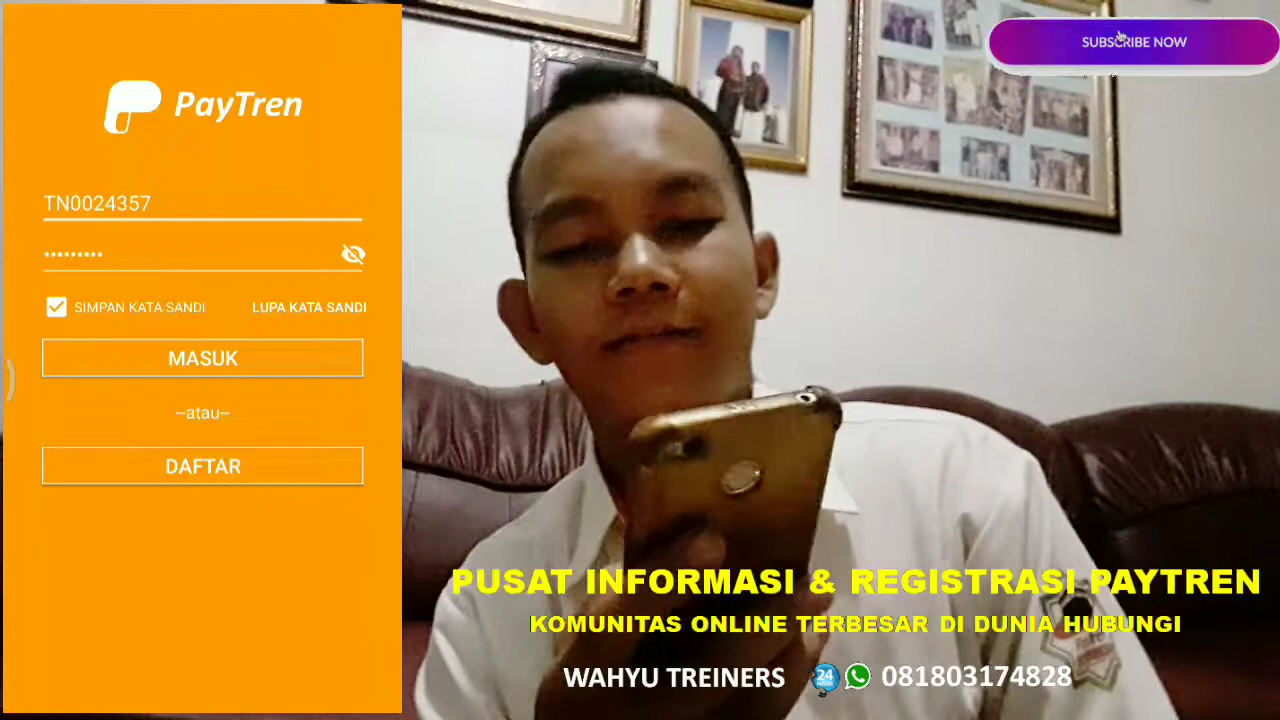 PayTren
TN0024357
•••••••••
SIMPAN KATA SANDI
LUPA KATA SANDI
MASUK
--atau--
DAFTAR
SUBSCRIBE NOW
PUSAT INFORMASI & REGISTRASI PAYTREN
KOMUNITAS ONLINE TERBESAR DI DUNIA HUBUNGI
WAHYU TREINERS
24
081803174828